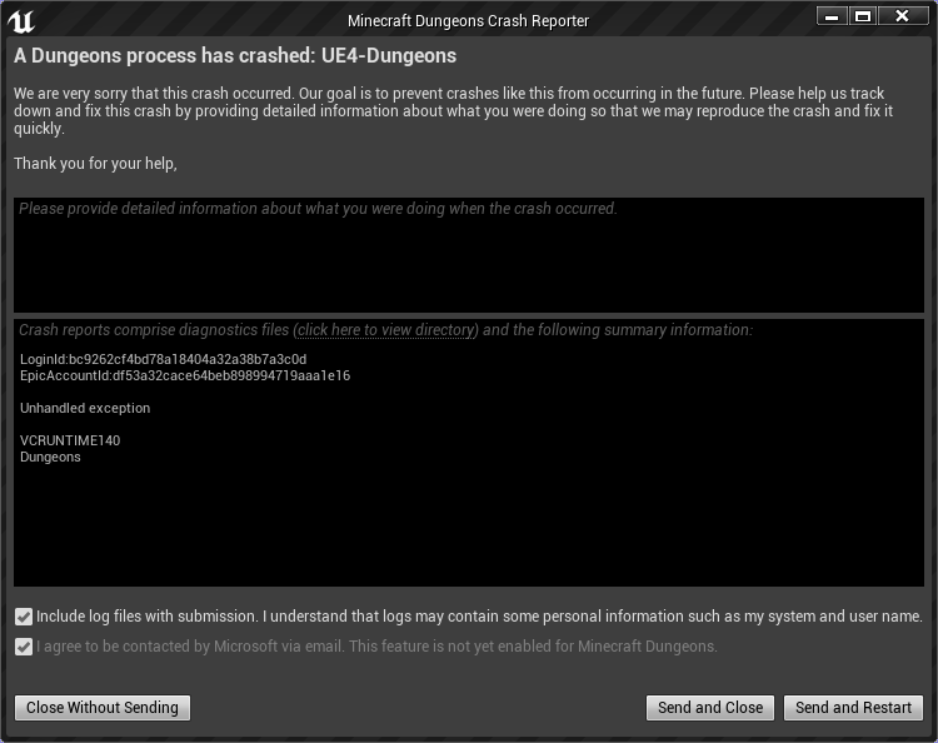 Minecraft Dungeons Crash Reporter
A Dungeons process has crashed: UE4-Dungeons
We are very sorry that this crash occurred. Our goal is to prevent crashes like this from occurring in the future. Please help us track
down and fix this crash by providing detailed information about what you were doing so that we may reproduce the crash and fix it
quickly.
Thank you for your help,
Please provide detailed information about what you were doing when the crash occurred.
Crash reports comprise diagnostics files (click here to view directory) and the following summary information:
LoginId:bc9262cf4bd78a18404a32a38b7a3c0d
EpicAccountId:df53a32cace64beb898994719aaa1e16
Unhandled exception
VCRUNTIME140
Dungeons
Include log files with submission. I understand that logs may contain some personal information such as my system and user name.
I agree to be contacted by Microsoft via email. This feature is not yet enabled for Minecraft Dungeons.
Close Without Sending
Send and Close
Send and Restart